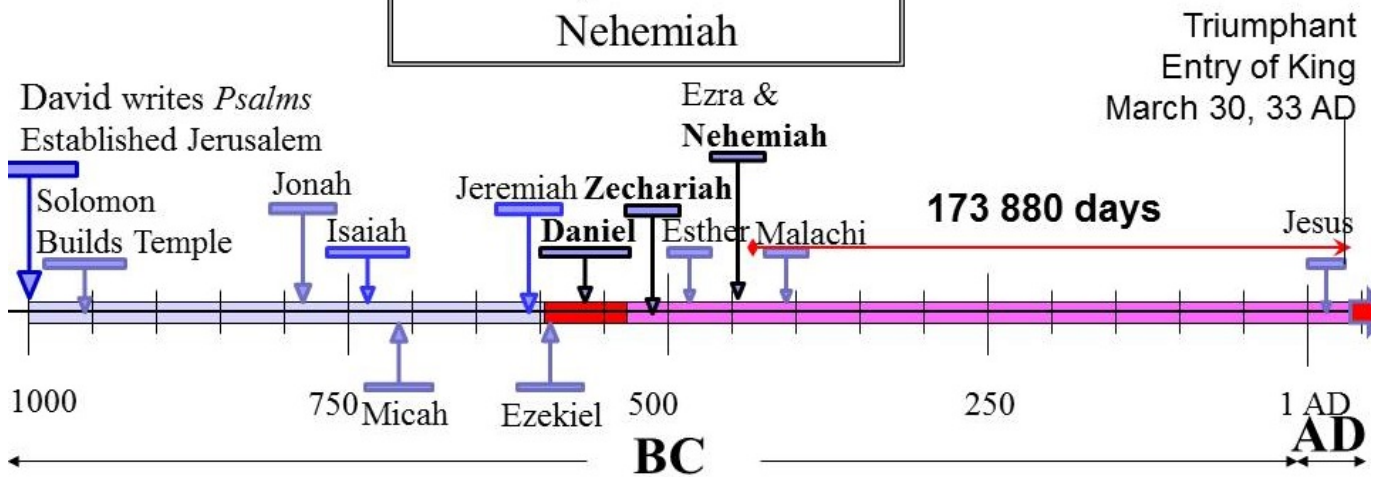 Nehemiah
Triumphant
Entry of King
March 30, 33 AD
David writes Psalms
Established Jerusalem
Ezra &
Nehemiah
Solomon
Builds Temple
Jonah
Isaiah
Jeremiah
Zechariah
Daniel
Esther
Malachi
173 880 days
Jesus
1000
750
Micah
Ezekiel
500
250
1 AD
BC
AD